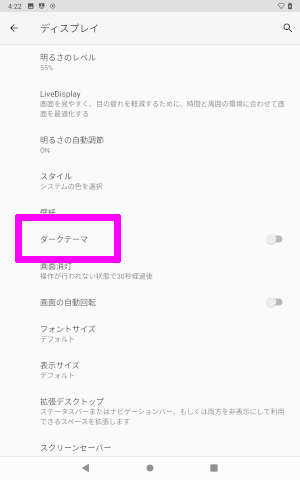 4:22
ディスプレイ
明るさのレベル
55%
LiveDisplay
画面を見やすく、目の疲れを軽減するために、時間と周囲の環境に合わせて画
面を最適化する
明るさの自動調節
ON
スタイル
システムの色を選択
壁紙
ダークテーマ
画面消灯
操作が行われない状態で30秒経過後
画面の自動回転
フォントサイズ
デフォルト
表示サイズ
デフォルト
拡張デスクトップ
ステータスバーまたはナビゲーションバー、もしくは両方を非表示にして利用
できるスペースを拡張します
スクリーンセーバー